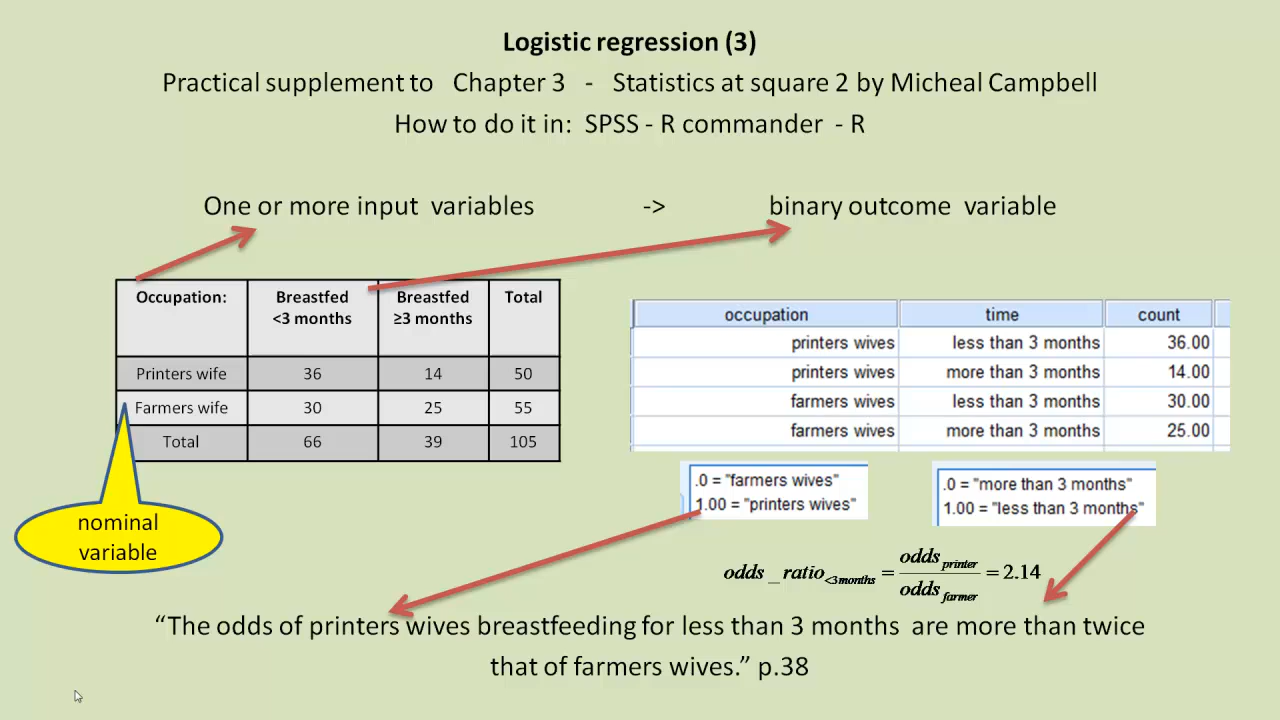 Logistic regression (3)
Practical supplement to Chapter 3 - Statistics at square 2 by Micheal Campbell
How to do it in: SPSS - R commander - R
One or more input variables -> binary outcome variable
Occupation: Breastfed <3 months Breastfed ≥3 months Total
Printers wife 36 14 50
Farmers wife 30 25 55
Total 66 39 105
nominal
variable
occupation time count
printers wives less than 3 months 36.00
printers wives more than 3 months 14.00
farmers wives less than 3 months 30.00
farmers wives more than 3 months 25.00
.0 = "farmers wives"
1.00 = "printers wives"
.0 = "more than 3 months"
1.00 = "less than 3 months"
odds_ratio<3months = odds printer / odds farmer = 2.14
“The odds of printers wives breastfeeding for less than 3 months are more than twice
that of farmers wives.” p.38